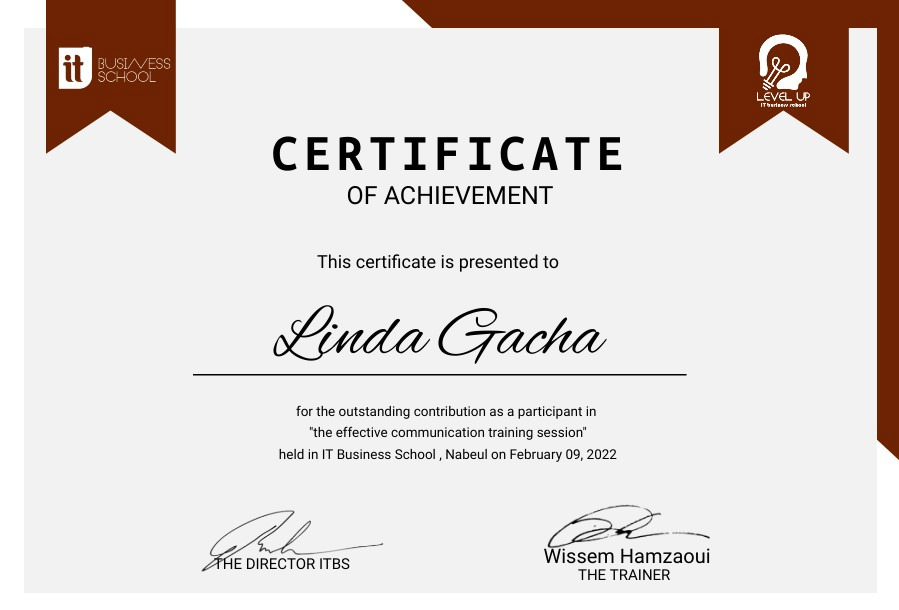 it BUSINESS
SCHOOL
LEVEL UP
IT business school
CERTIFICATE
OF ACHIEVEMENT
This certificate is presented to
Linda Gacha
for the outstanding contribution as a participant in
"the effective communication training session"
held in IT Business School , Nabeul on February 09, 2022
THE DIRECTOR ITBS
Wissem Hamzaoui
THE TRAINER